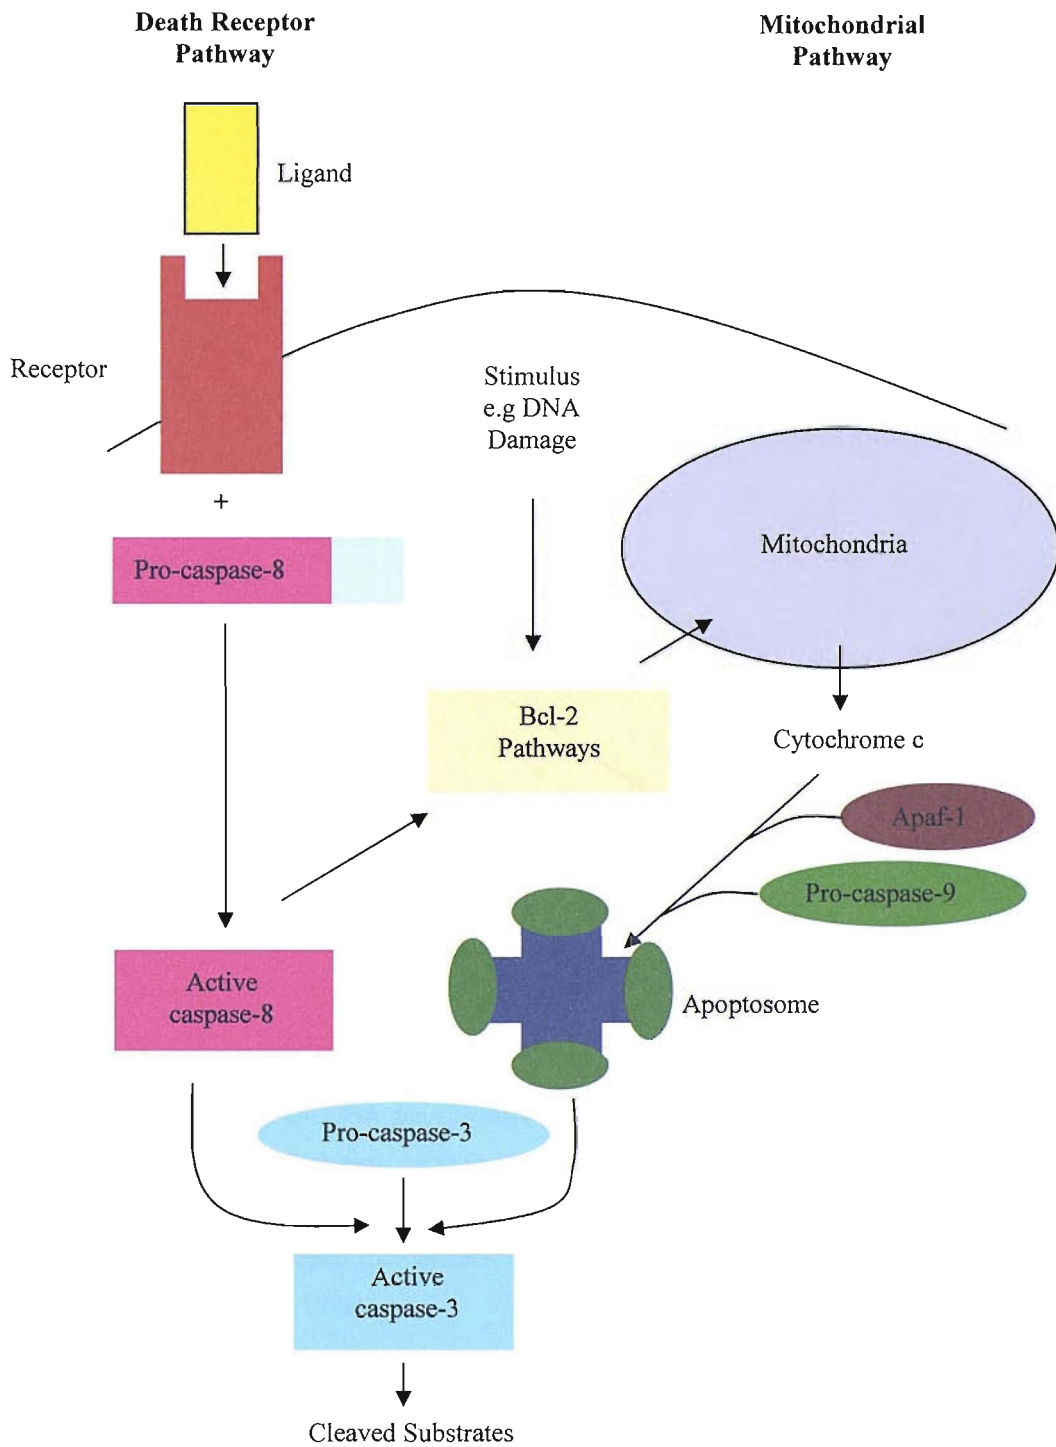 Death Receptor
Pathway
Mitochondrial
Pathway
Ligand
Receptor
Stimulus
e.g DNA
Damage
+
Mitochondria
Pro-caspase-8
Bcl-2
Pathways
Cytochrome c
Apaf-1
Pro-caspase-9
Active
caspase-8
Apoptosome
Pro-caspase-3
Active
caspase-3
Cleaved Substrates